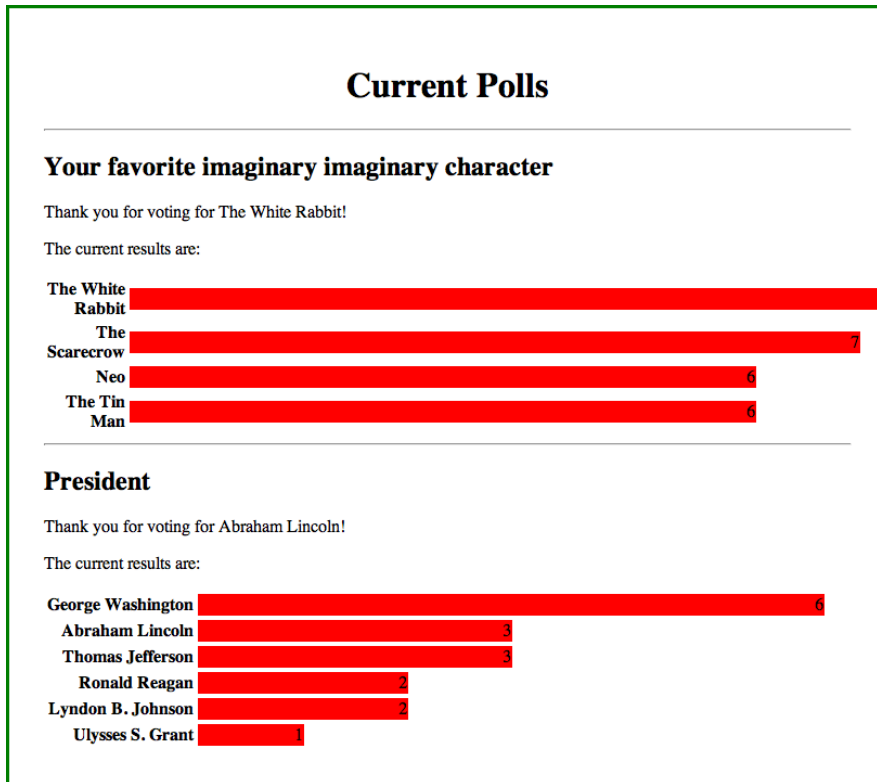 Current Polls
Your favorite imaginary imaginary character
Thank you for voting for The White Rabbit!
The current results are:
The White
Rabbit
The
Scarecrow
7
Neo
6
The Tin
Man
6
President
Thank you for voting for Abraham Lincoln!
The current results are:
George Washington 6
Abraham Lincoln 3
Thomas Jefferson 3
Ronald Reagan 2
Lyndon B. Johnson 2
Ulysses S. Grant 1